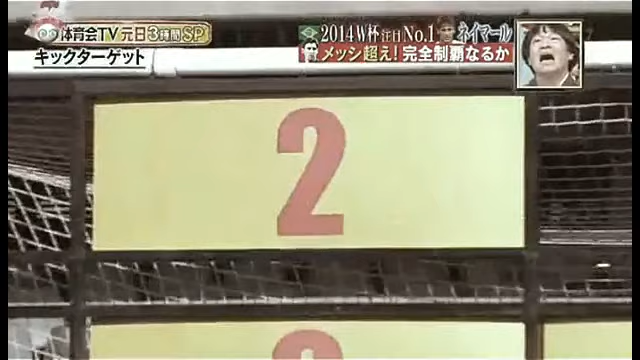 体育会TV 元日3時間SP
キックターゲット
2014W杯注目No.1 ネイマール
メッシ超え!完全制覇なるか
2
2